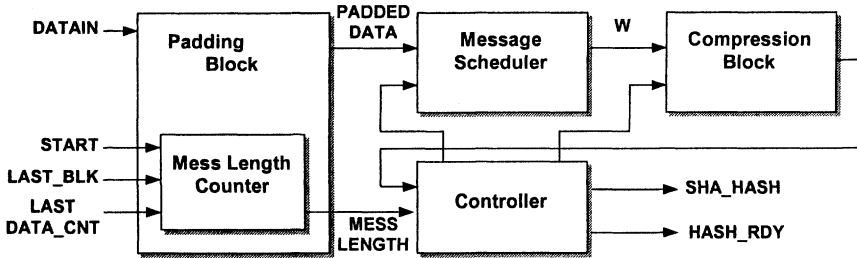 DATAIN
Padding
Block
PADDED
DATA
Message
Scheduler
W
Compression
Block
START
LAST_BLK
LAST
DATA_CNT
Mess Length
Counter
MESS
LENGTH
Controller
SHA_HASH
HASH_RDY